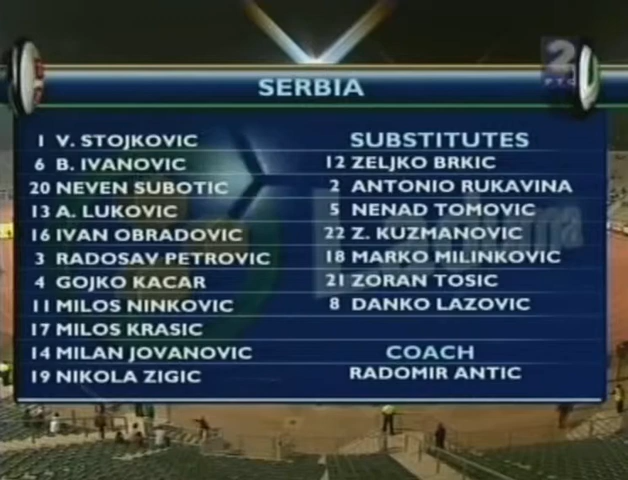 2
РТС
SERBIA
1 V. STOJKOVIC
6 B. IVANOVIC
20 NEVEN SUBOTIC
13 A. LUKOVIC
16 IVAN OBRADOVIC
3 RADOSAV PETROVIC
4 GOJKO KACAR
11 MILOS NINKOVIC
17 MILOS KRASIC
14 MILAN JOVANOVIC
19 NIKOLA ZIGIC
SUBSTITUTES
12 ZELJKO BRKIC
2 ANTONIO RUKAVINA
5 NENAD TOMOVIC
22 Z. KUZMANOVIC
18 MARKO MILINKOVIC
21 ZORAN TOSIC
8 DANKO LAZOVIC
COACH
RADOMIR ANTIC